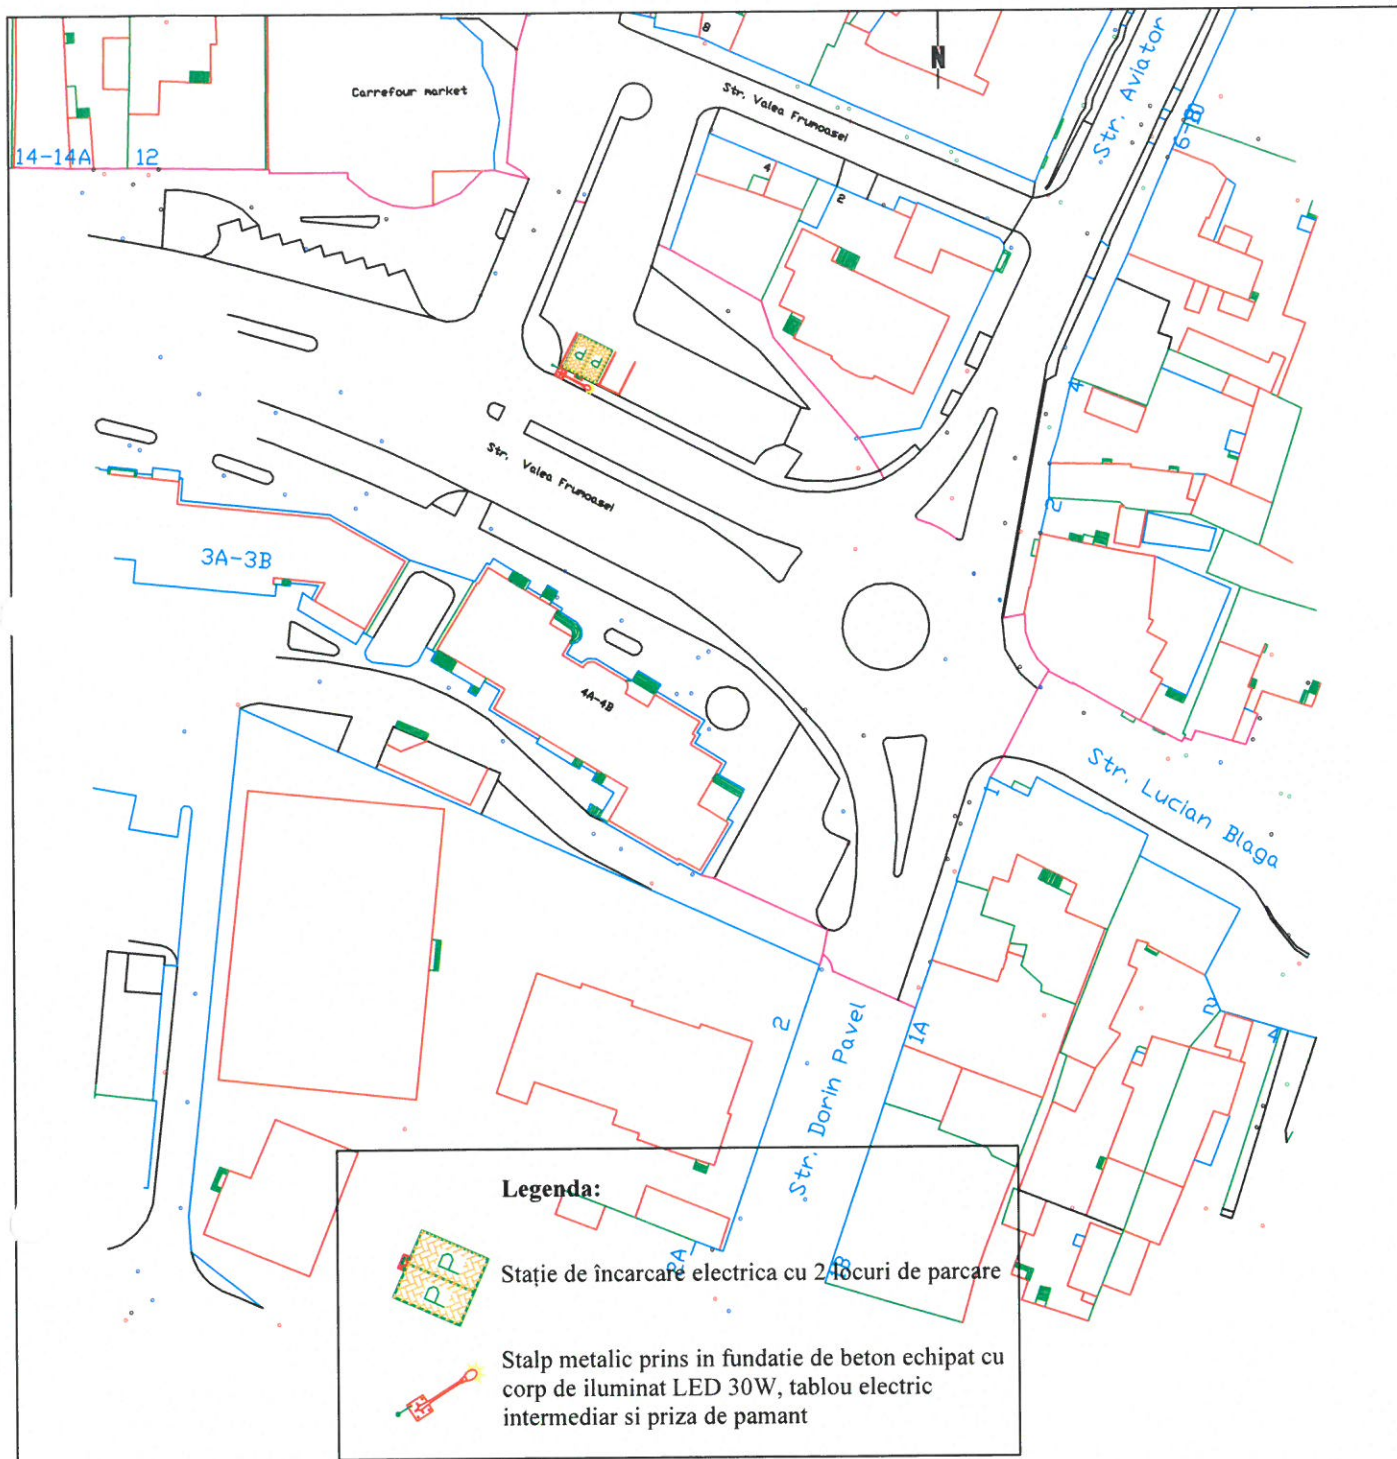 8
N
Str. Aviator
Carrefour market
Str. Valea Frumoasei
6-8
14-14A
12
4
2
4
Str. Valea Frumoasei
2
3A-3B
4A-4B
Str. Lucian Blaga
1
2
Str. Dorin Pavel
1A
2
4
Legenda:
P
P
Stație de încarcare electrica cu 2 locuri de parcare
2A
1B
Stalp metalic prins in fundatie de beton echipat cu
corp de iluminat LED 30W, tablou electric
intermediar si priza de pamant